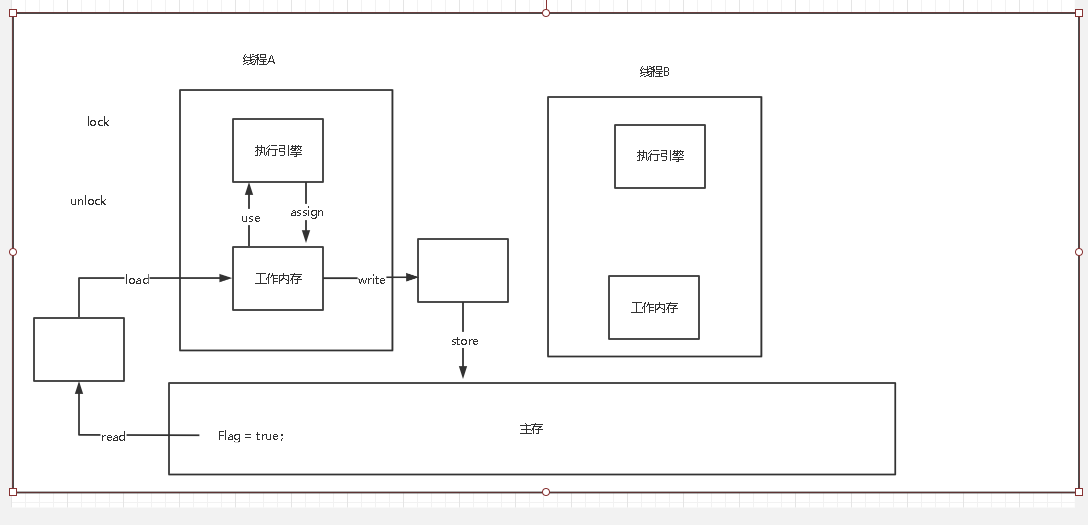 线程A
线程B
lock
执行引擎
执行引擎
unlock
use
assign
load
工作内存
write
工作内存
store
read
Flag = true;
主存